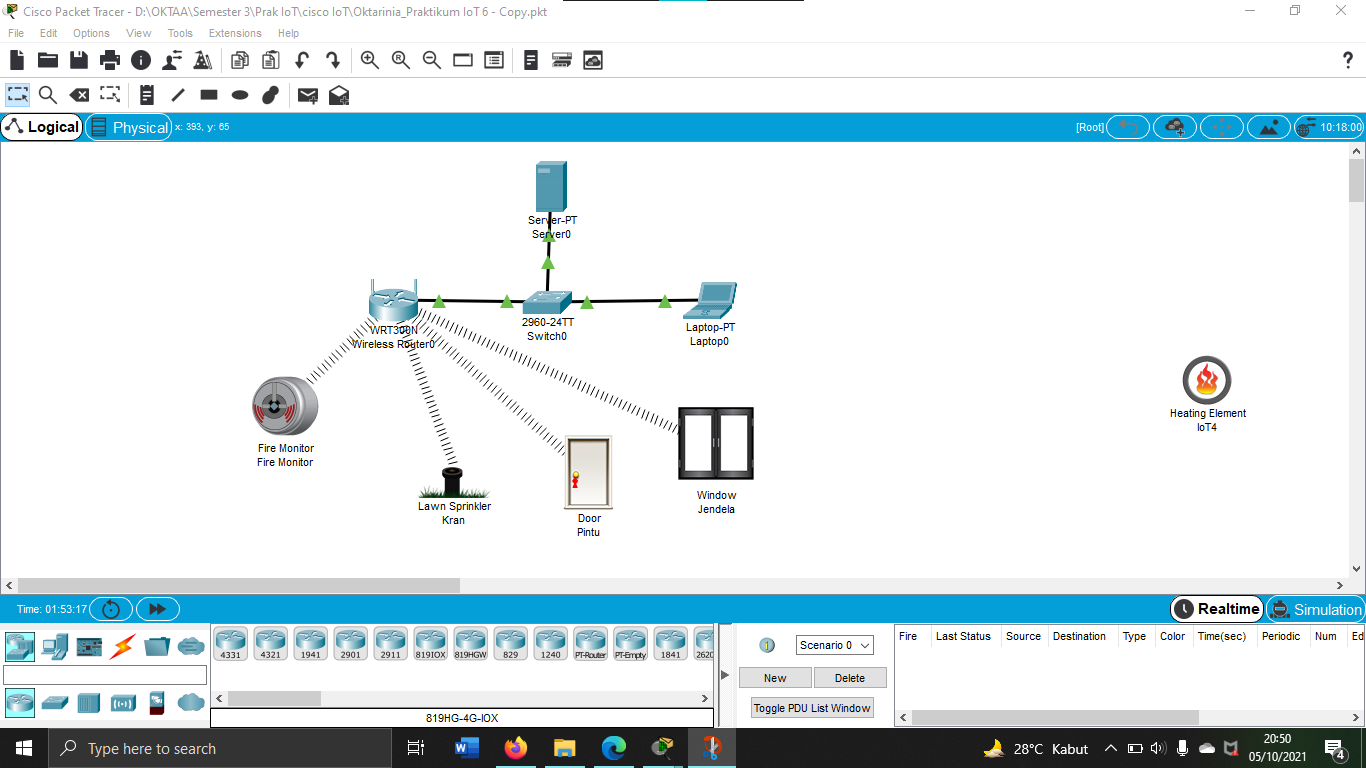 Cisco Packet Tracer - D:\OKTAA\Semester 3\Prak IoT\cisco IoT\Oktarinia_Praktikum IoT 6 - Copy.pkt
File Edit Options View Tools Extensions Help
?
Logical Physical x: 393, y: 65 [Root] 10:18:00
Server-PT
Server0
WRT300N
Wireless Router0
2960-24TT
Switch0
Laptop-PT
Laptop0
Heating Element
IoT4
Fire Monitor
Fire Monitor
Lawn Sprinkler
Kran
Door
Pintu
Window
Jendela
Time: 01:53:17
Realtime Simulation
4331 4321 1941 2901 2911 819IOX 819HGW 829 1240 PT-Router PT-Empty 1841 2620
819HG-4G-IOX
Scenario 0
New Delete
Toggle PDU List Window
Fire Last Status Source Destination Type Color Time(sec) Periodic Num Ed
Type here to search
28°C Kabut
20:50
05/10/2021
4